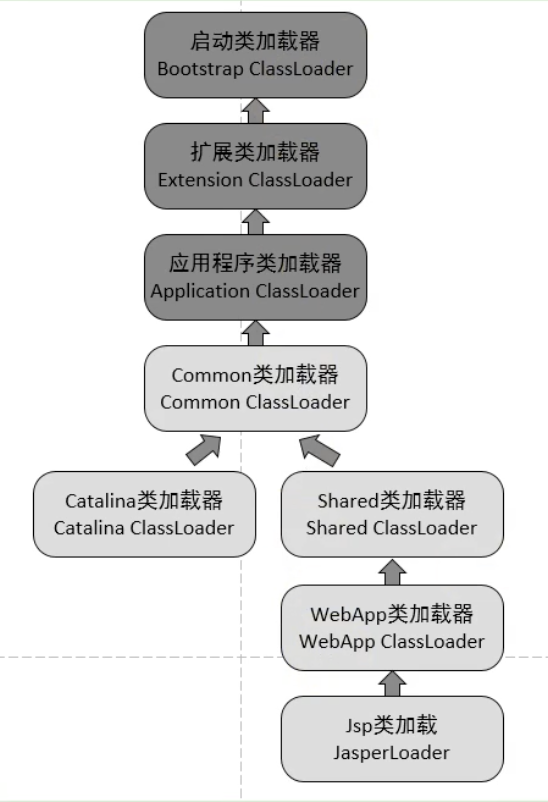 启动类加载器
Bootstrap ClassLoader
扩展类加载器
Extension ClassLoader
应用程序类加载器
Application ClassLoader
Common类加载器
Common ClassLoader
Catalina类加载器
Catalina ClassLoader
Shared类加载器
Shared ClassLoader
WebApp类加载器
WebApp ClassLoader
Jsp类加载
JasperLoader